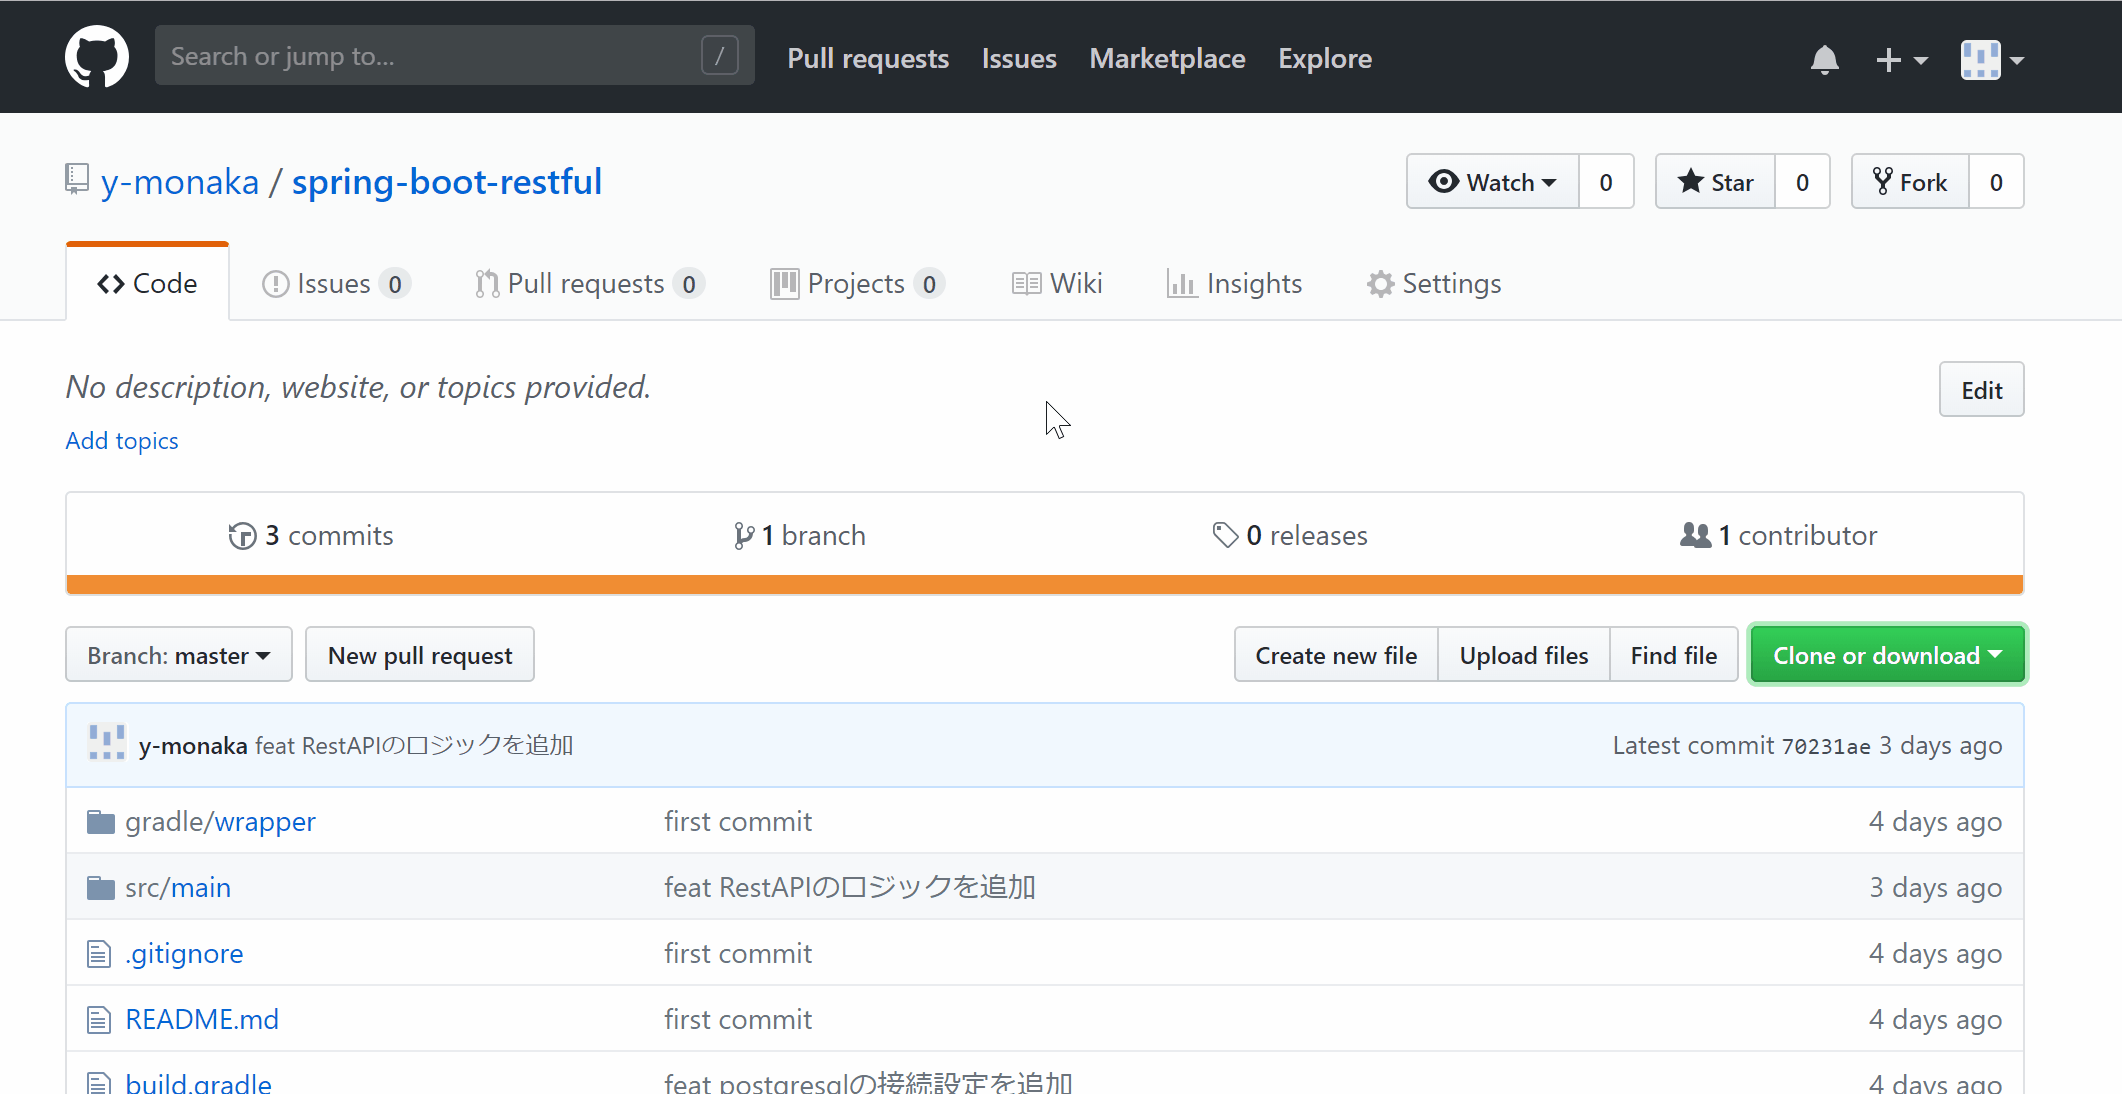 Search or jump to... /
Pull requests Issues Marketplace Explore
y-monaka / spring-boot-restful
Watch 0 Star 0 Fork 0
Code Issues 0 Pull requests 0 Projects 0 Wiki Insights Settings
No description, website, or topics provided.
Edit
Add topics
3 commits 1 branch 0 releases 1 contributor
Branch: master New pull request Create new file Upload files Find file Clone or download
y-monaka feat RestAPIのロジックを追加 Latest commit 70231ae 3 days ago
gradle/wrapper first commit 4 days ago
src/main feat RestAPIのロジックを追加 3 days ago
.gitignore first commit 4 days ago
README.md first commit 4 days ago
build.gradle feat postgresqlの接続設定を追加 4 days ago